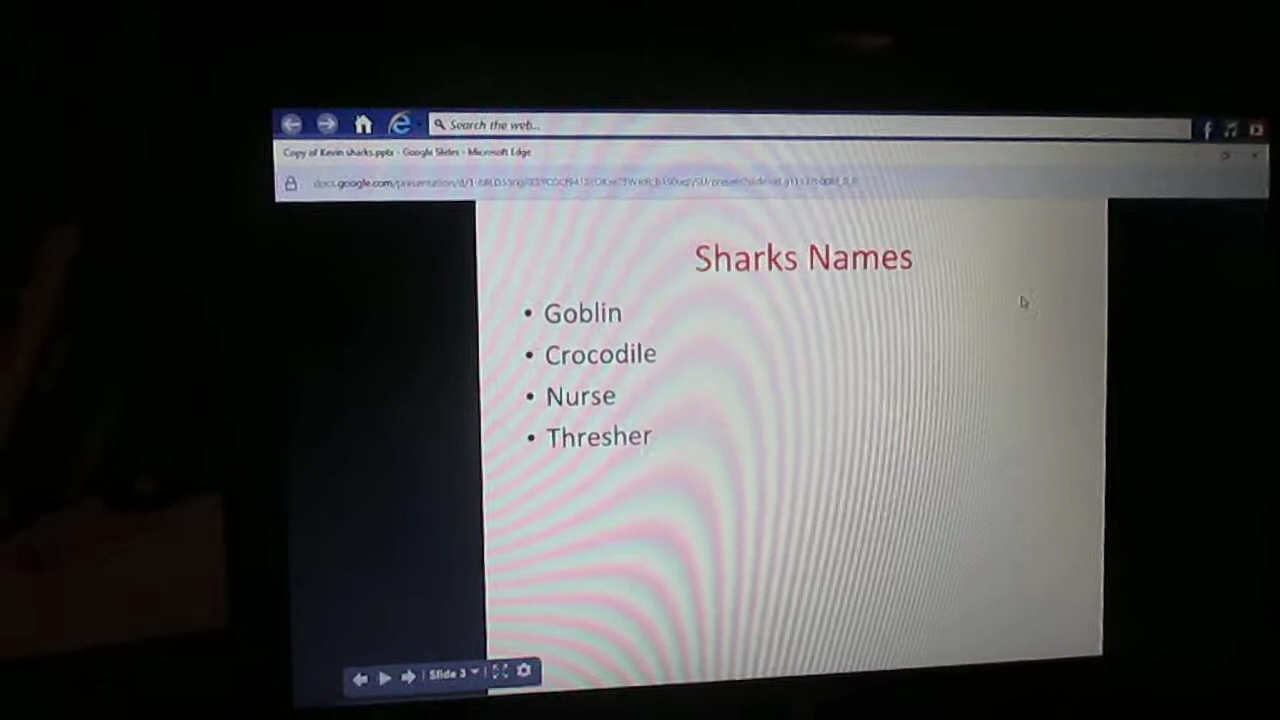 Search the web...
Copy of Kevin sharks.pptx - Google Slides - Microsoft Edge
Sharks Names
• Goblin
• Crocodile
• Nurse
• Thresher
Slide 3